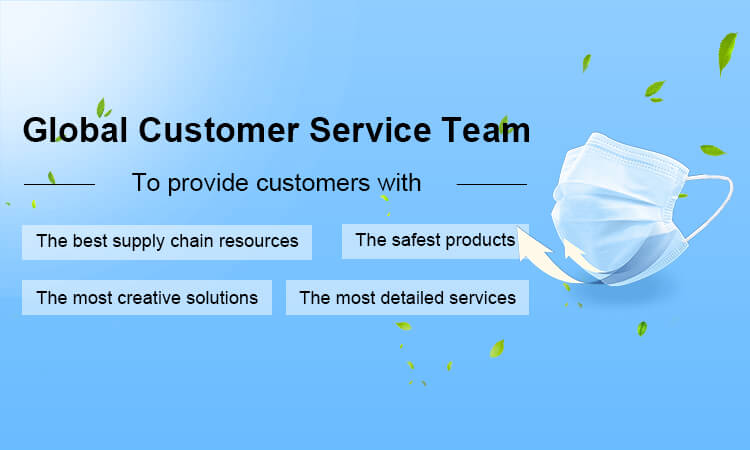 Global Customer Service Team
To provide customers with
The best supply chain resources
The safest products
The most creative solutions
The most detailed services